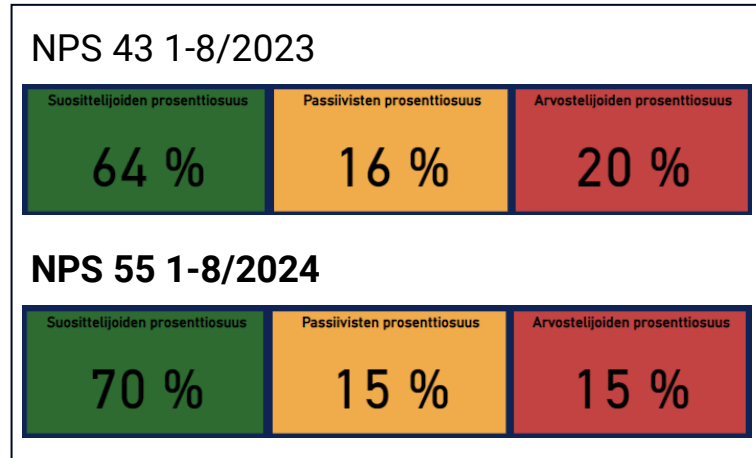 NPS 43 1-8/2023
Suosittelijoiden prosenttiosuus Passiivisten prosenttiosuus Arvostelijoiden prosenttiosuus
64 % 16 % 20 %
NPS 55 1-8/2024
Suosittelijoiden prosenttiosuus Passiivisten prosenttiosuus Arvostelijoiden prosenttiosuus
70 % 15 % 15 %